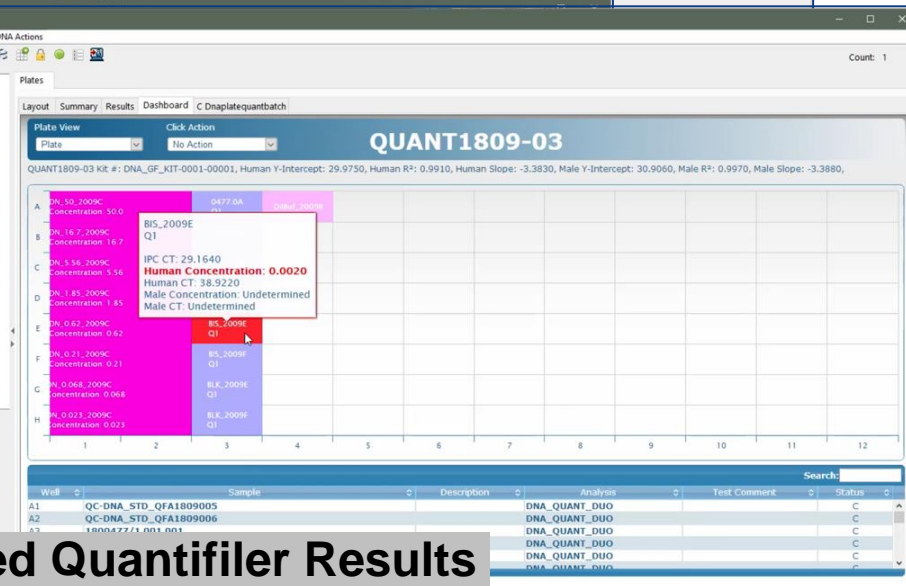 DNA Actions
Count: 1
Plates
Layout Summary Results Dashboard C Dnaplatequantbatch
Plate View Click Action
Plate No Action
QUANT1809-03
QUANT1809-03 Kit #: DNA_GF_KIT-0001-00001, Human Y-Intercept: 29.9750, Human R²: 0.9910, Human Slope: -3.3830, Male Y-Intercept: 30.9060, Male R²: 0.9970, Male Slope: -3.3880,
A DN_50_2009C 0477.0A
Concentration: 50.0 Q1
B DN_16.7_2009C
Concentration: 16.7
C DN_5.56_2009C
Concentration: 5.56
D DN_1.85_2009C
Concentration: 1.85
BIS_2009E
Q1
IPC CT: 29.1640
Human Concentration: 0.0020
Human CT: 38.9220
Male Concentration: Undetermined
Male CT: Undetermined
E DN_0.62_2009C BIS_2009E
Concentration: 0.62 Q1
F DN_0.21_2009C BIS_2009F
Concentration: 0.21 Q1
G DN_0.068_2009C BLK_2009E
Concentration: 0.068 Q1
H DN_0.023_2009C BLK_2009F
Concentration: 0.023 Q1
1 2 3 4 5 6 7 8 9 10 11 12
Search:
Well Sample Description Analysis Test Comment Status
A1 QC-DNA_STD_QFA1809005 DNA_QUANT_DUO C
A2 QC-DNA_STD_QFA1809006 DNA_QUANT_DUO C
A3 1800477/1.001.001 DNA_QUANT_DUO C
DNA_QUANT_DUO C
DNA_QUANT_DUO C
DNA_QUANT_DUO C
ed Quantifiler Results